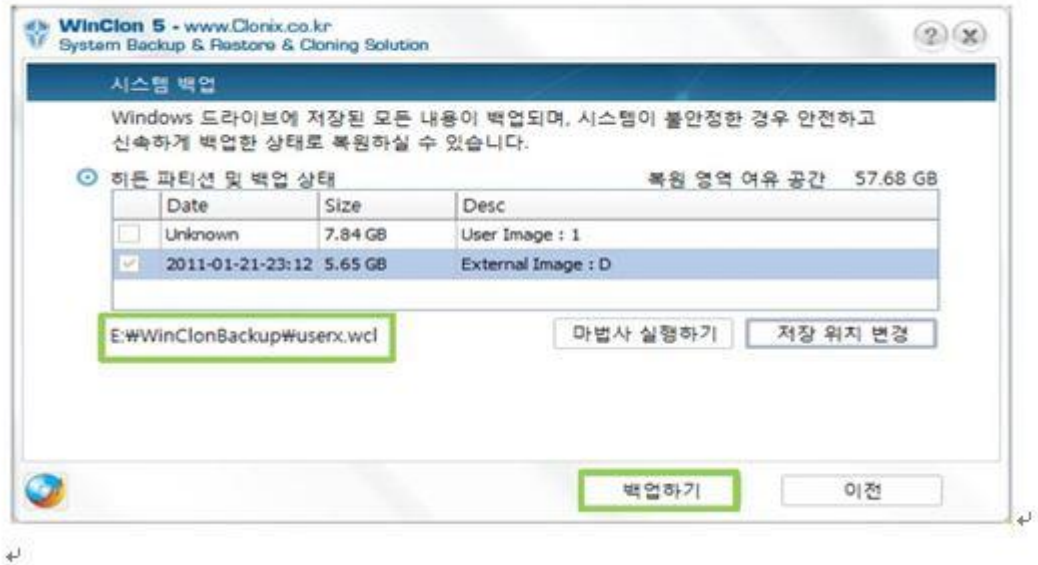 WinClon 5 - www.Clonix.co.kr
System Backup & Restore & Cloning Solution
시스템 백업
Windows 드라이브에 저장된 모든 내용이 백업되며, 시스템이 불안정한 경우 안전하고
신속하게 백업한 상태로 복원하실 수 있습니다.
히든 파티션 및 백업 상태 복원 영역 여유 공간 57.68 GB
Date Size Desc
Unknown 7.84 GB User Image : 1
2011-01-21-23:12 5.65 GB External Image : D
E:₩WinClonBackup₩userx.wcl 마법사 실행하기 저장 위치 변경
백업하기 이전